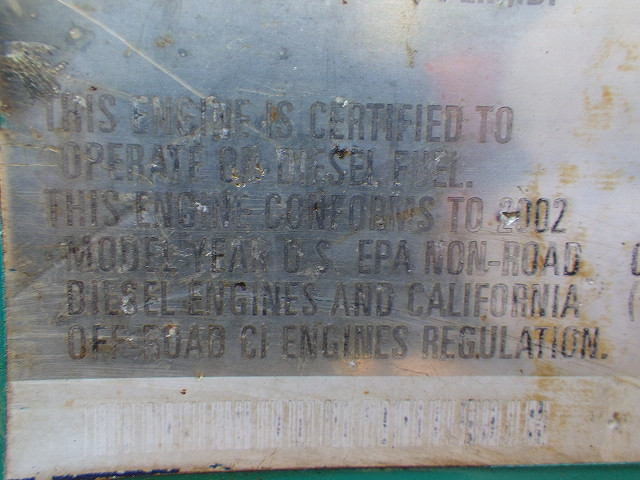 THIS ENGINE IS CERTIFIED TO
OPERATE ON DIESEL FUEL.
THIS ENGINE CONFORMS TO 2002
MODEL YEAR U.S. EPA NON-ROAD
DIESEL ENGINES AND CALIFORNIA
OFF-ROAD CI ENGINES REGULATION.